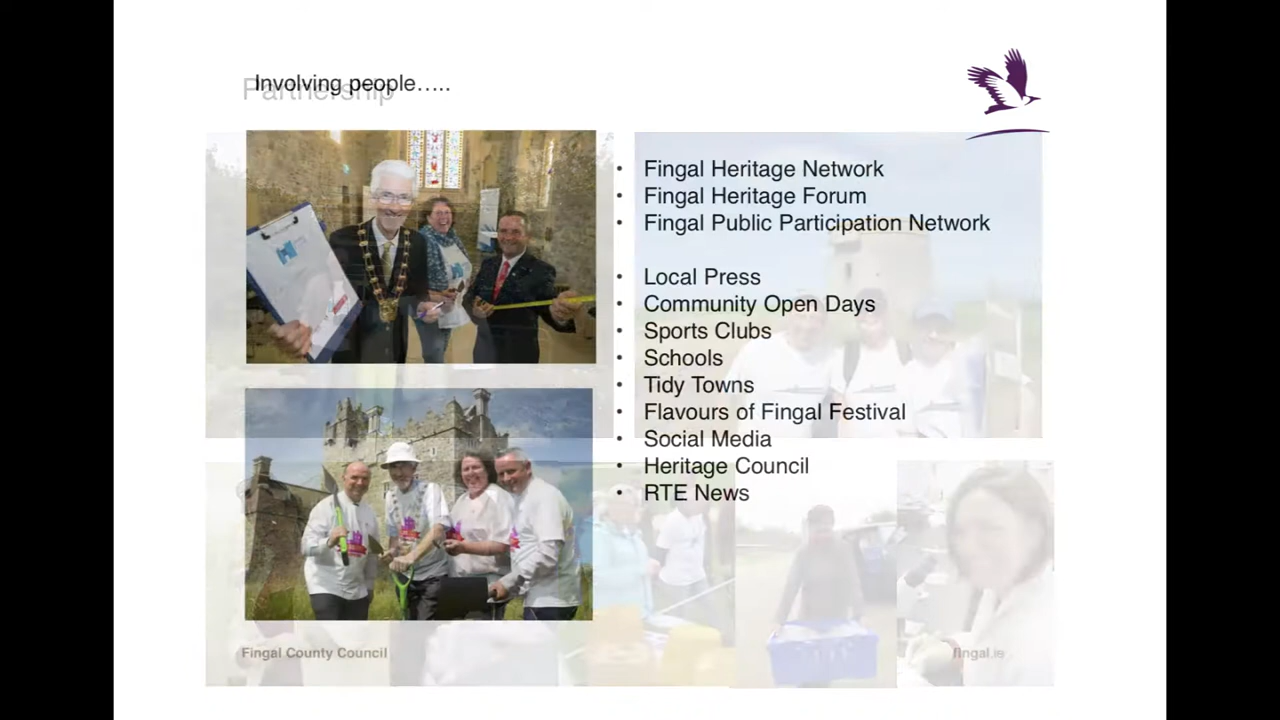 Involving people.....
Partnership
• Fingal Heritage Network
• Fingal Heritage Forum
• Fingal Public Participation Network
• Local Press
• Community Open Days
• Sports Clubs
• Schools
• Tidy Towns
• Flavours of Fingal Festival
• Social Media
• Heritage Council
• RTE News
Fingal County Council
fingal.ie